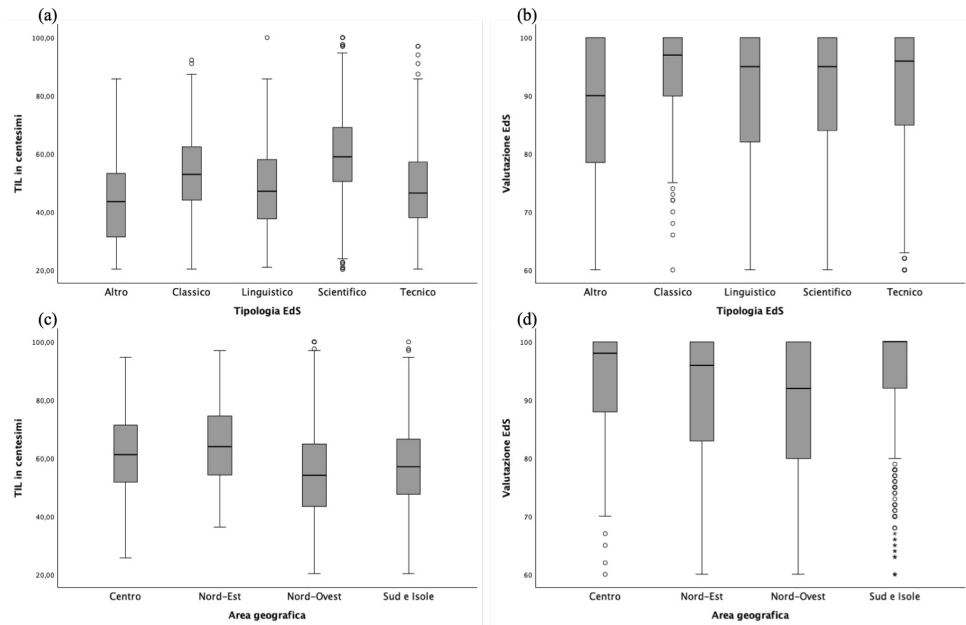 (a)
TIL in centesimi
100,00
80,00
60,00
40,00
20,00
Altro Classico Linguistico Scientifico Tecnico
Tipologia EdS
(b)
Valutazione EdS
100
90
80
70
60
Altro Classico Linguistico Scientifico Tecnico
Tipologia EdS
(c)
TIL in centesimi
100,00
80,00
60,00
40,00
20,00
Centro Nord-Est Nord-Ovest Sud e Isole
Area geografica
(d)
Valutazione EdS
100
90
80
70
60
Centro Nord-Est Nord-Ovest Sud e Isole
Area geografica